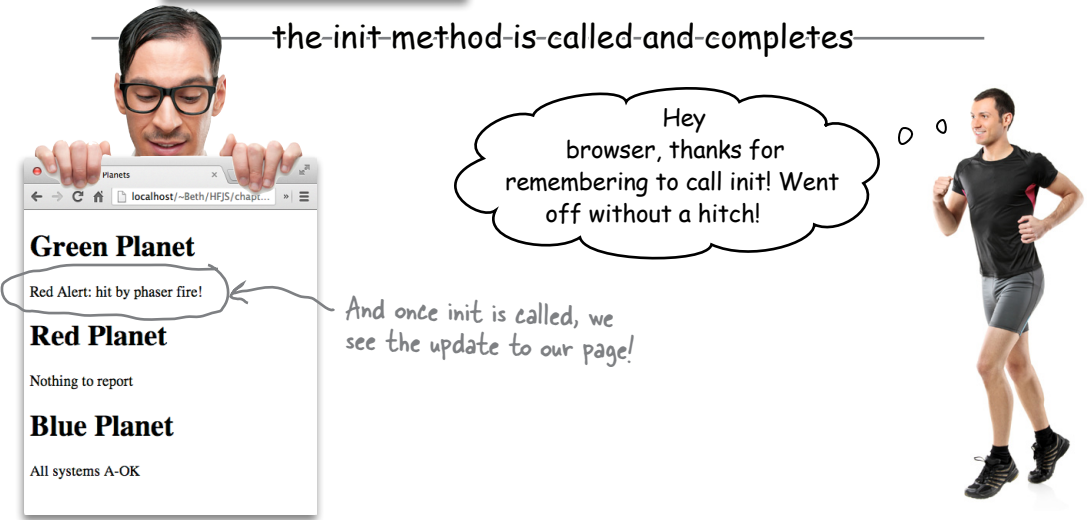 the init method is called and completes
Hey
browser, thanks for
remembering to call init! Went
off without a hitch!
Planets
localhost/~Beth/HFJS/chapt...
»
Green Planet
Red Alert: hit by phaser fire!
And once init is called, we
see the update to our page!
Red Planet
Nothing to report
Blue Planet
All systems A-OK